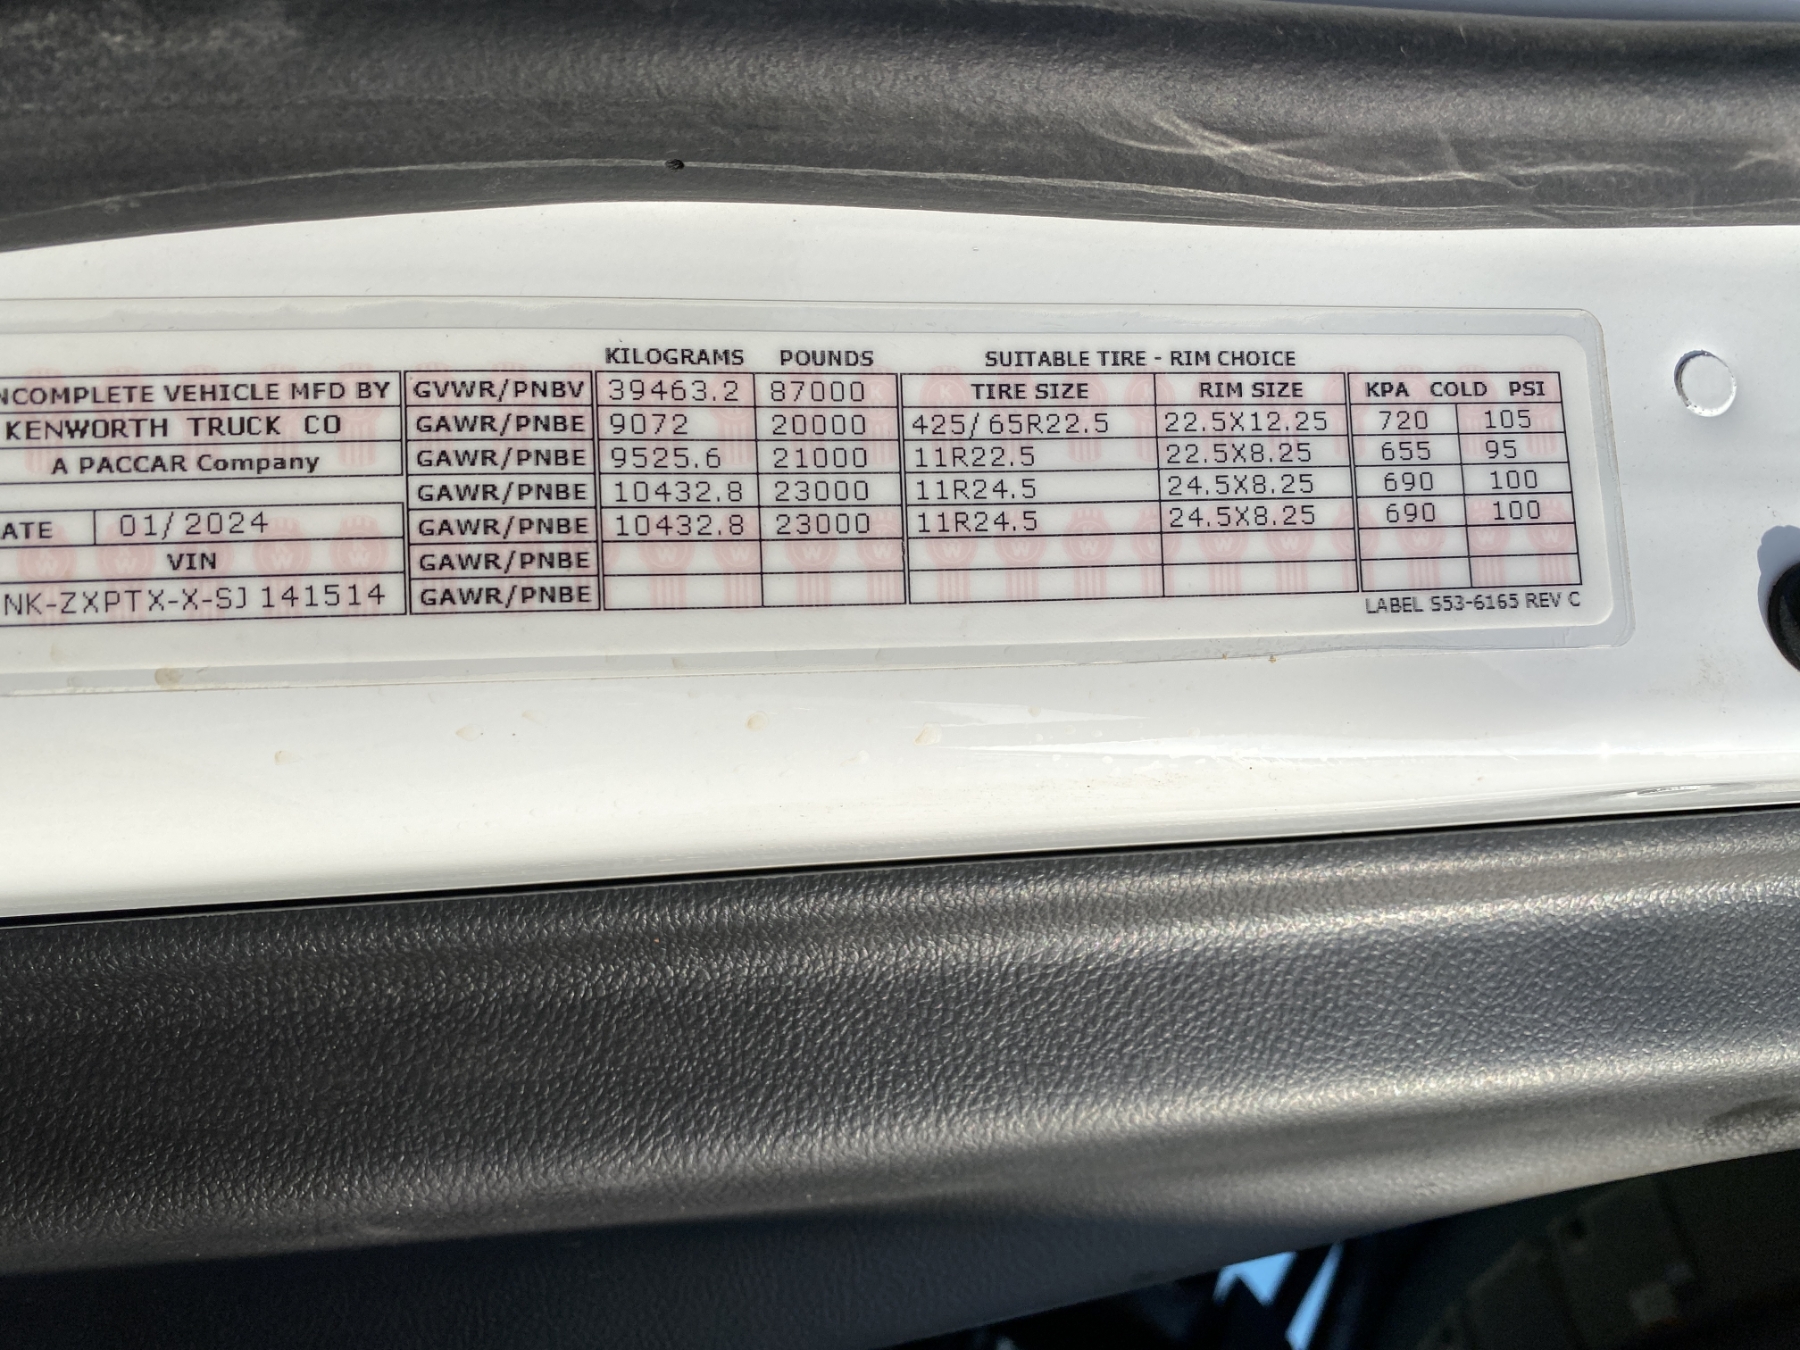 KILOGRAMS POUNDS SUITABLE TIRE - RIM CHOICE
NCOMPLETE VEHICLE MFD BY GVWR/PNBV 39463.2 87000 TIRE SIZE RIM SIZE KPA COLD PSI
KENWORTH TRUCK CO GAWR/PNBE 9072 20000 425/65R22.5 22.5X12.25 720 105
A PACCAR Company GAWR/PNBE 9525.6 21000 11R22.5 22.5X8.25 655 95
GAWR/PNBE 10432.8 23000 11R24.5 24.5X8.25 690 100
ATE 01/2024 GAWR/PNBE 10432.8 23000 11R24.5 24.5X8.25 690 100
VIN GAWR/PNBE
NK-ZXPTX-X-SJ141514 GAWR/PNBE
LABEL S53-6165 REV C